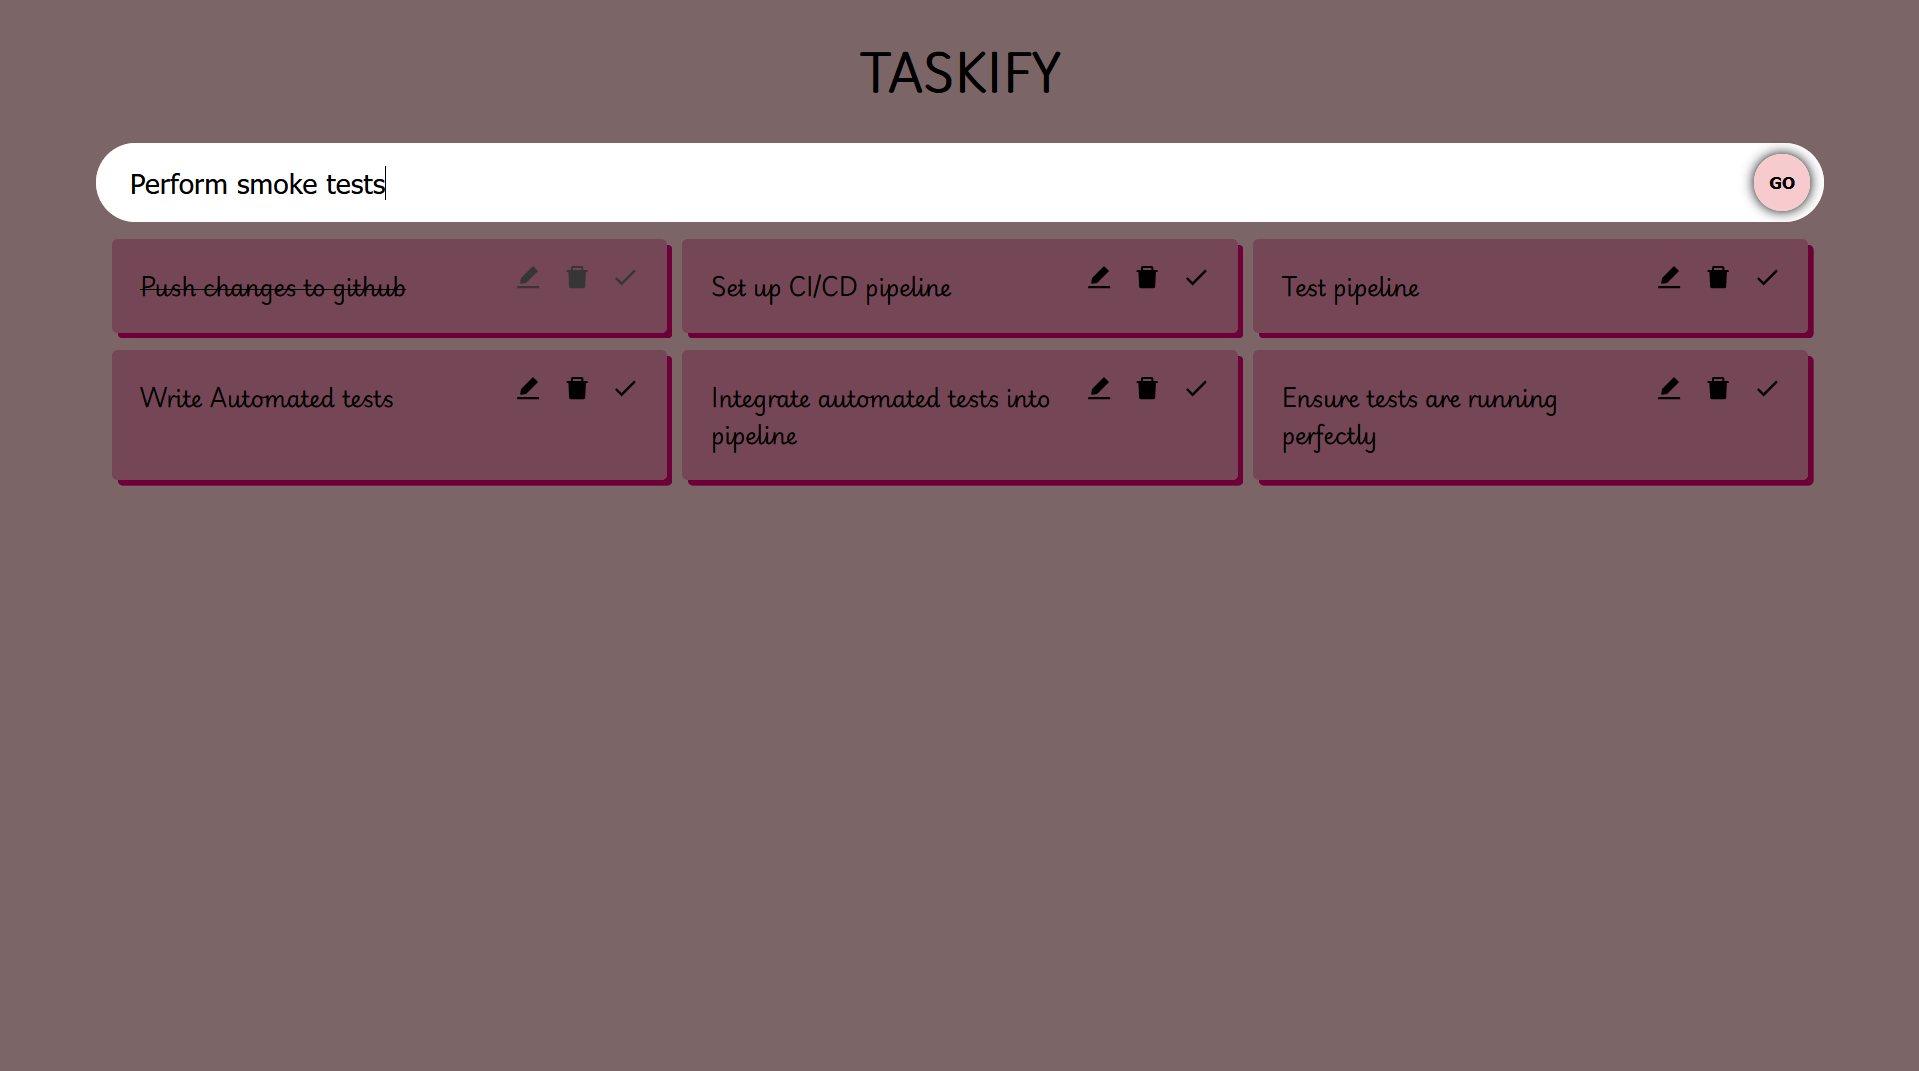 TASKIFY
Perform smoke tests
GO
Push changes to github
Set up CI/CD pipeline
Test pipeline
Write Automated tests
Integrate automated tests into
pipeline
Ensure tests are running
perfectly